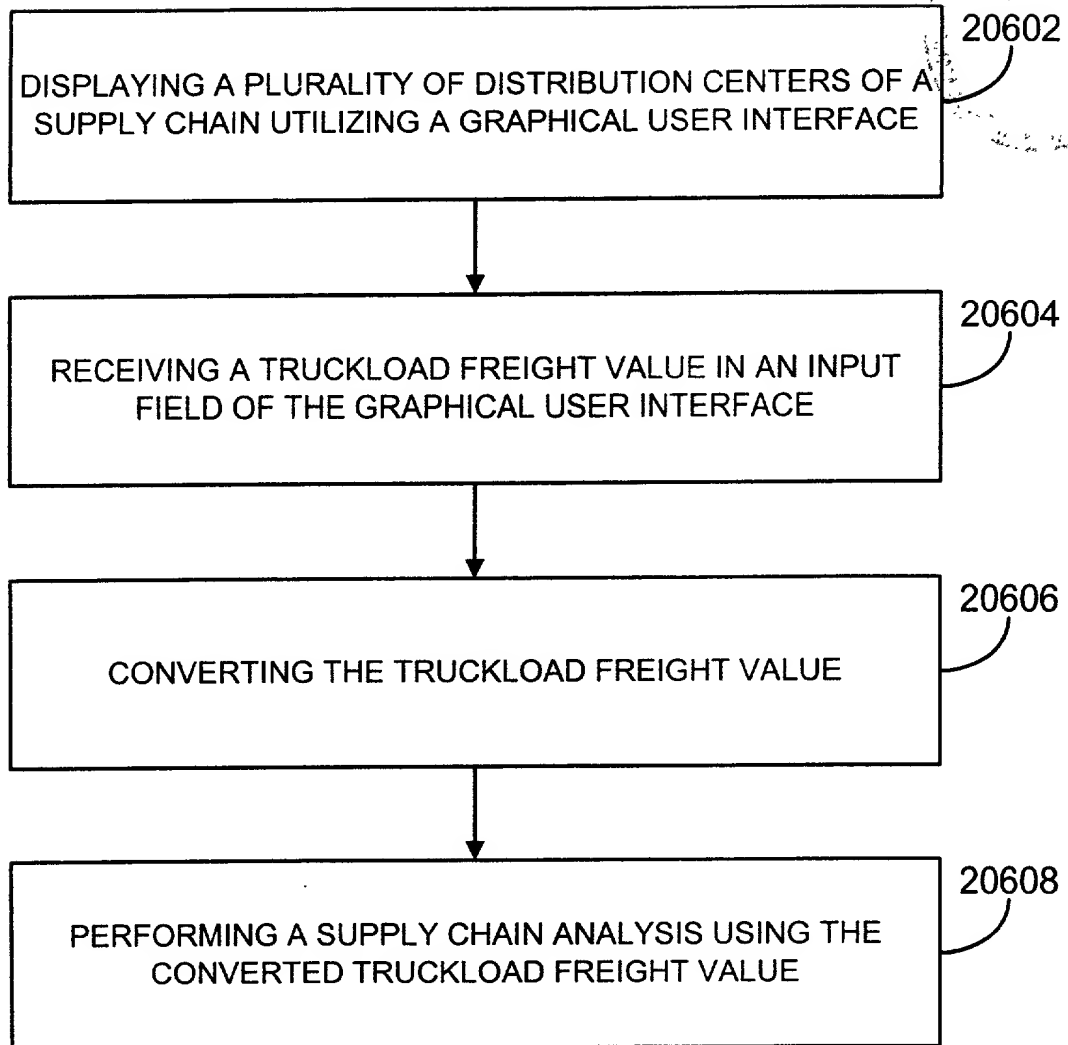 20602
DISPLAYING A PLURALITY OF DISTRIBUTION CENTERS OF A
SUPPLY CHAIN UTILIZING A GRAPHICAL USER INTERFACE
20604
RECEIVING A TRUCKLOAD FREIGHT VALUE IN AN INPUT
FIELD OF THE GRAPHICAL USER INTERFACE
20606
CONVERTING THE TRUCKLOAD FREIGHT VALUE
20608
PERFORMING A SUPPLY CHAIN ANALYSIS USING THE
CONVERTED TRUCKLOAD FREIGHT VALUE